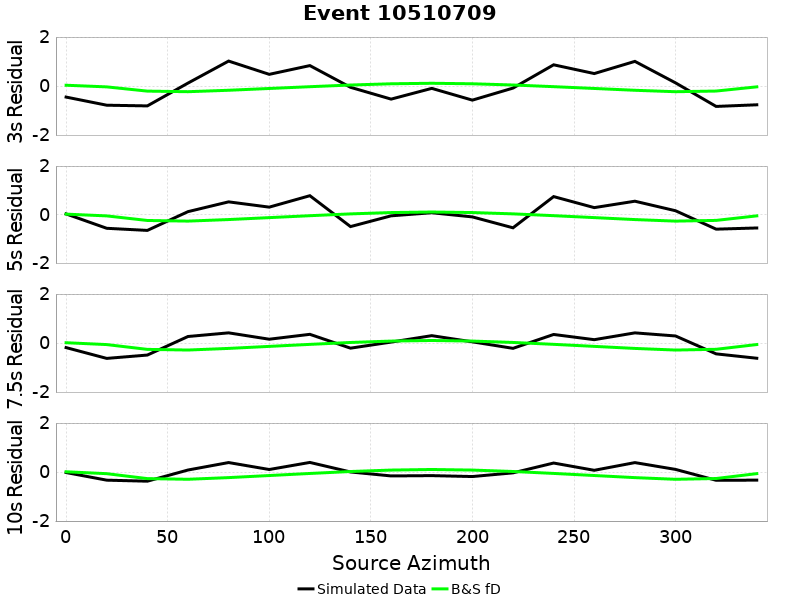 Event 10510709
3s Residual
2
0
-2
5s Residual
2
0
-2
7.5s Residual
2
0
-2
10s Residual
2
0
-2
0 50 100 150 200 250 300
Source Azimuth
Simulated Data B&S fD